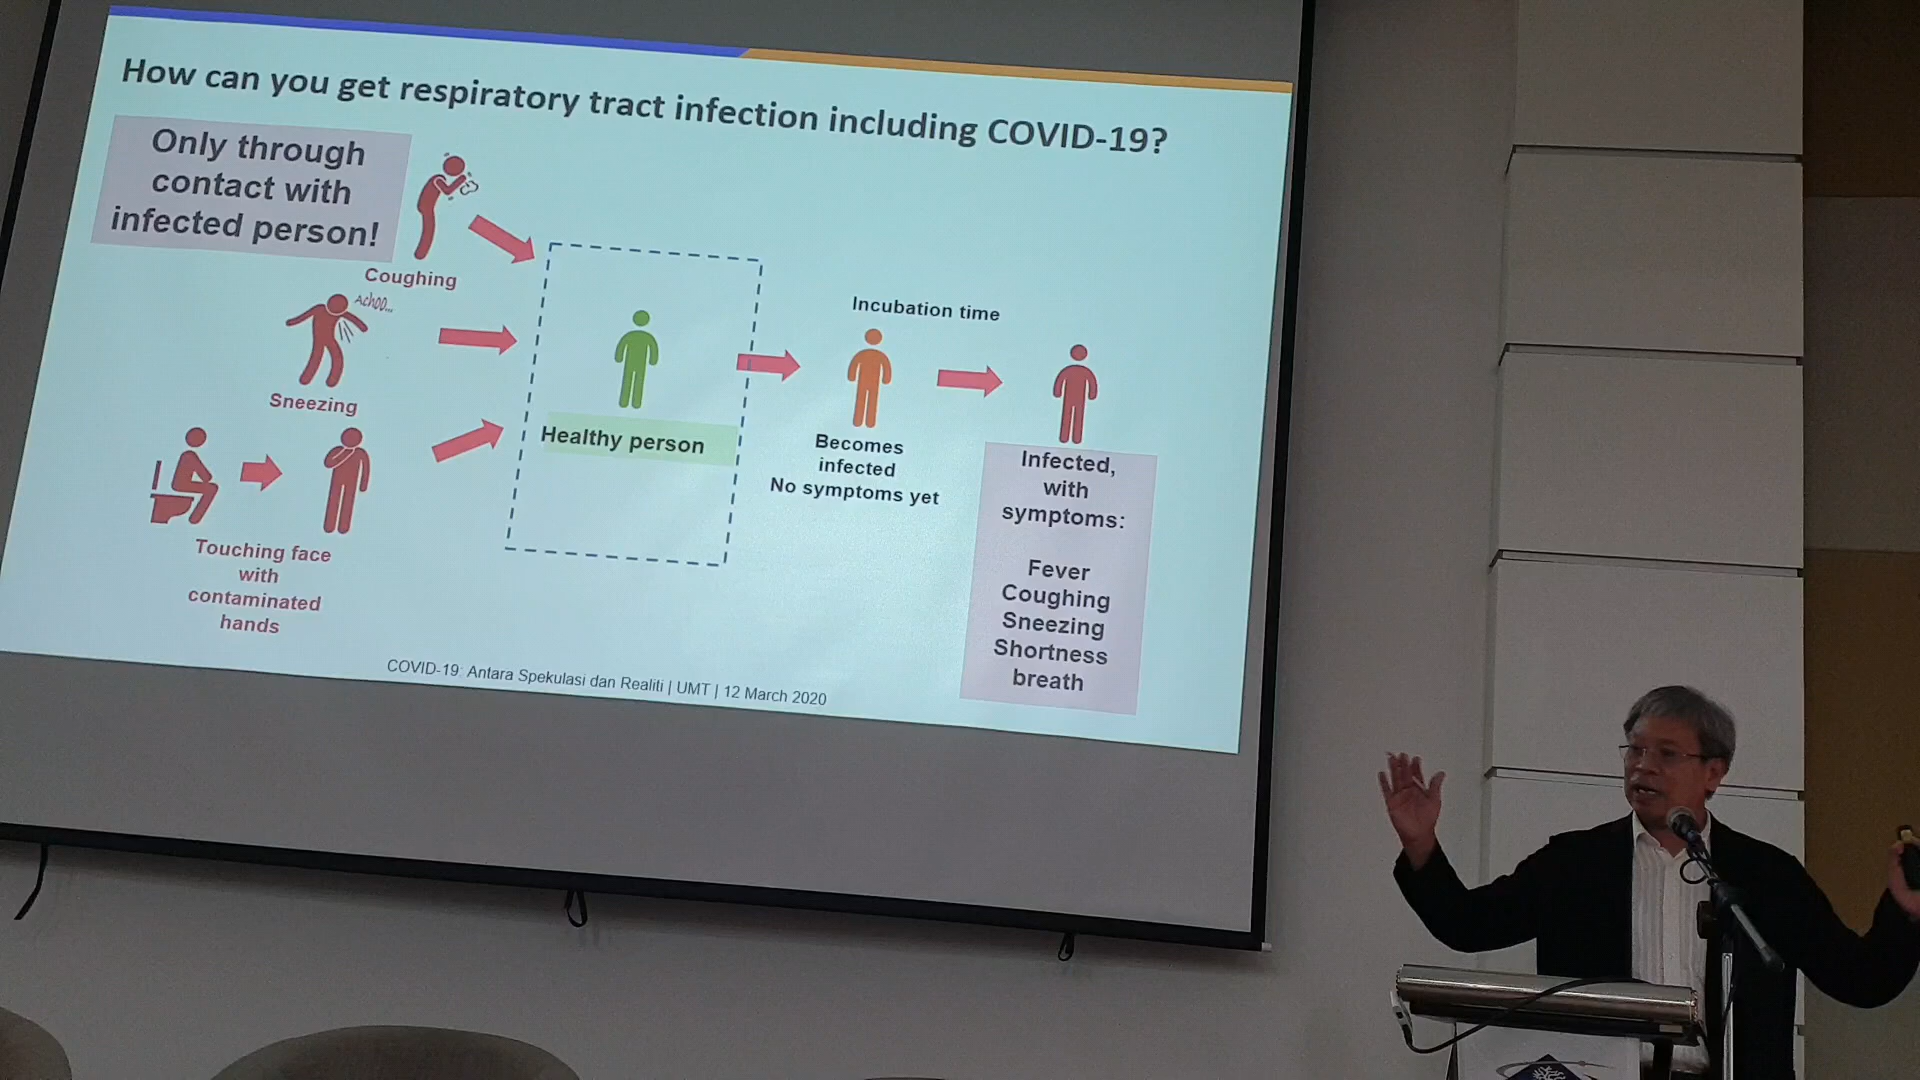 How can you get respiratory tract infection including COVID-19?
Only through
contact with
infected person!
Coughing
Achoo...
Sneezing
Touching face
with
contaminated
hands
Healthy person
Incubation time
Becomes
infected
No symptoms yet
Infected,
with
symptoms:
Fever
Coughing
Sneezing
Shortness
breath
COVID-19: Antara Spekulasi dan Realiti | UMT | 12 March 2020